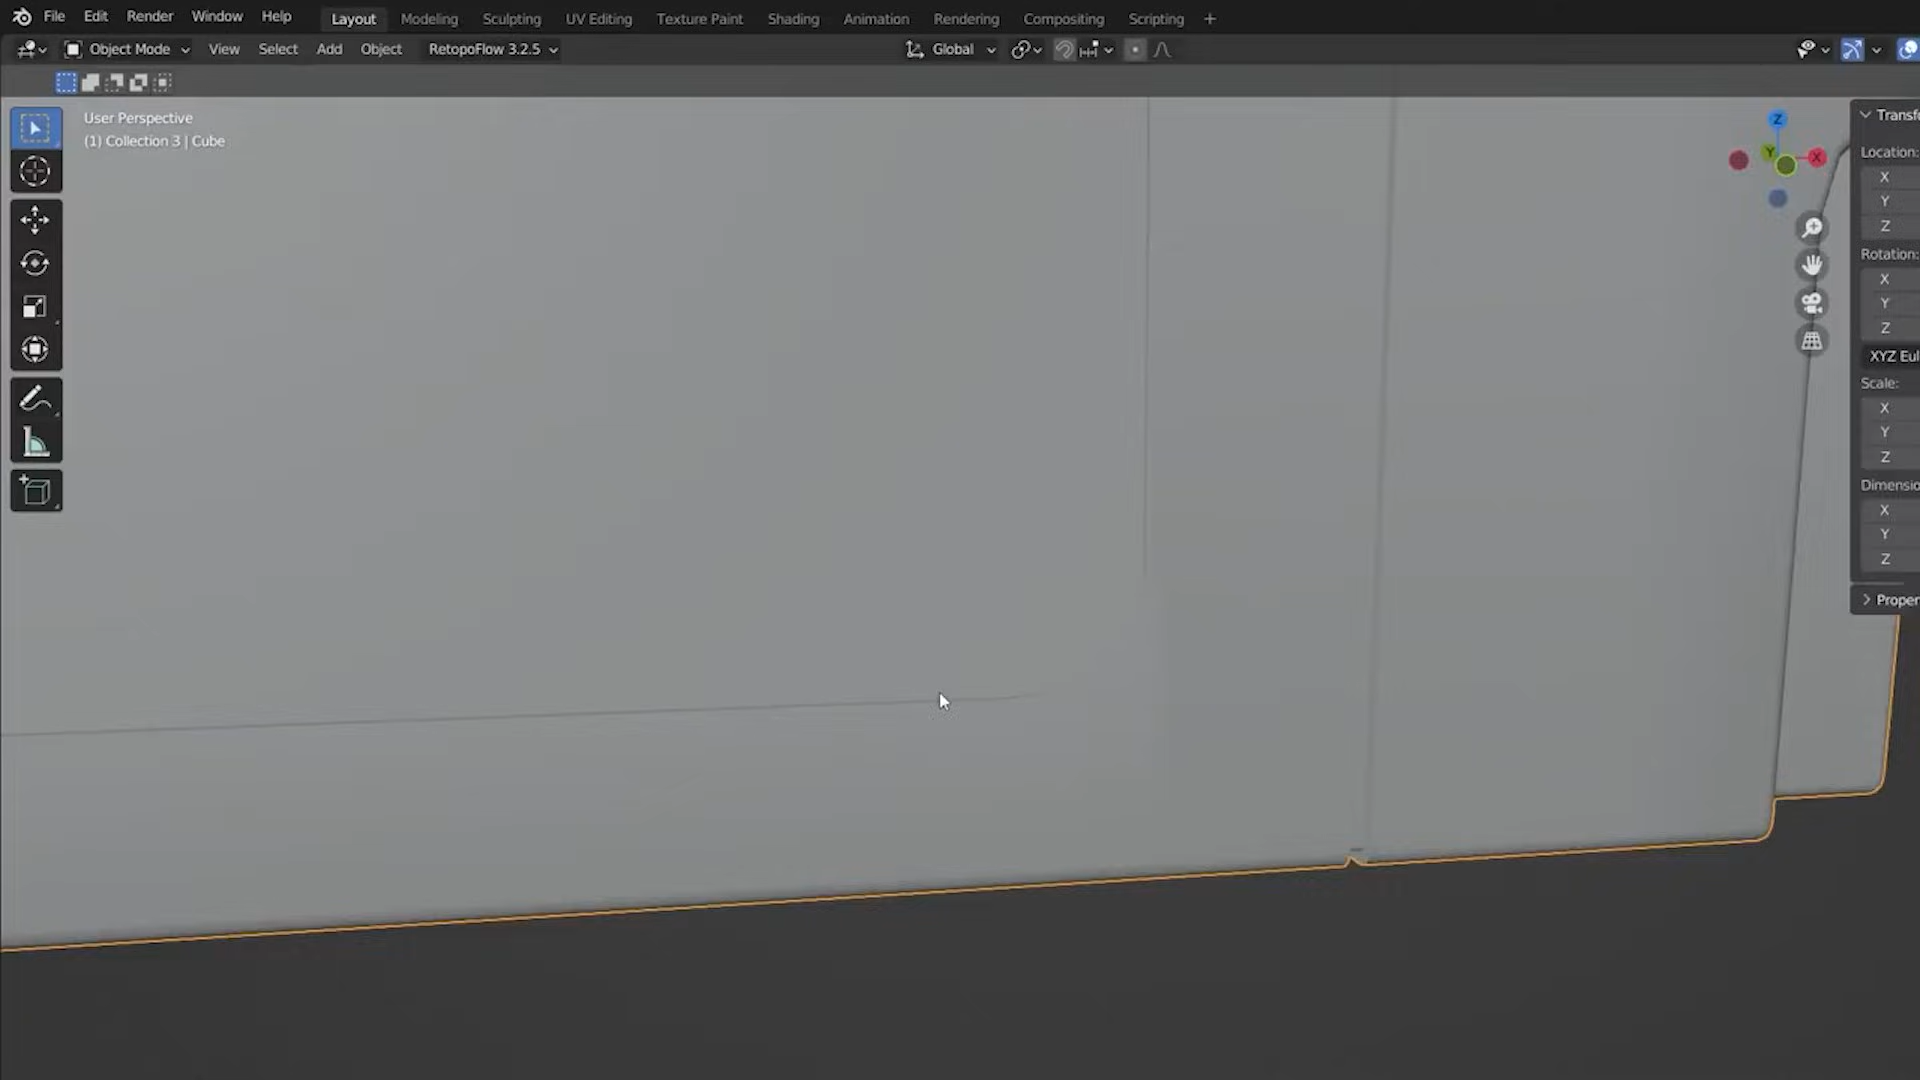 File Edit Render Window Help Layout Modeling Sculpting UV Editing Texture Paint Shading Animation Rendering Compositing Scripting +
Object Mode View Select Add Object RetopoFlow 3.2.5 Global
User Perspective
(1) Collection 3 | Cube
Z
Y
X
Transfo
Location:
X
Y
Z
Rotation:
X
Y
Z
XYZ Eul
Scale:
X
Y
Z
Dimensio
X
Y
Z
Proper